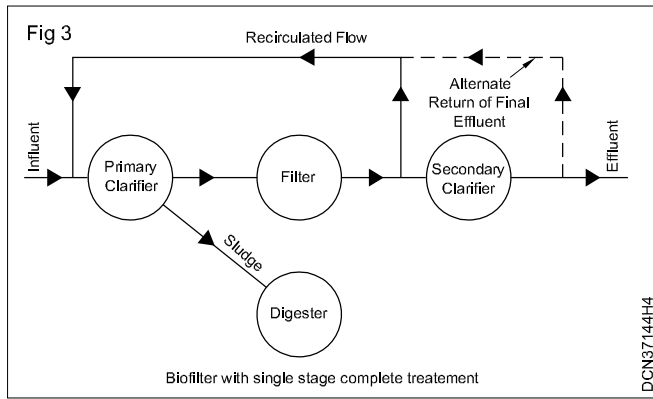 Fig 3
Recirculated Flow
Alternate
Return of Final
Effluent
Influent
Primary
Clarifier
Filter
Secondary
Clarifier
Effluent
Sludge
Digester
Biofilter with single stage complete treatement
DCN37144H4